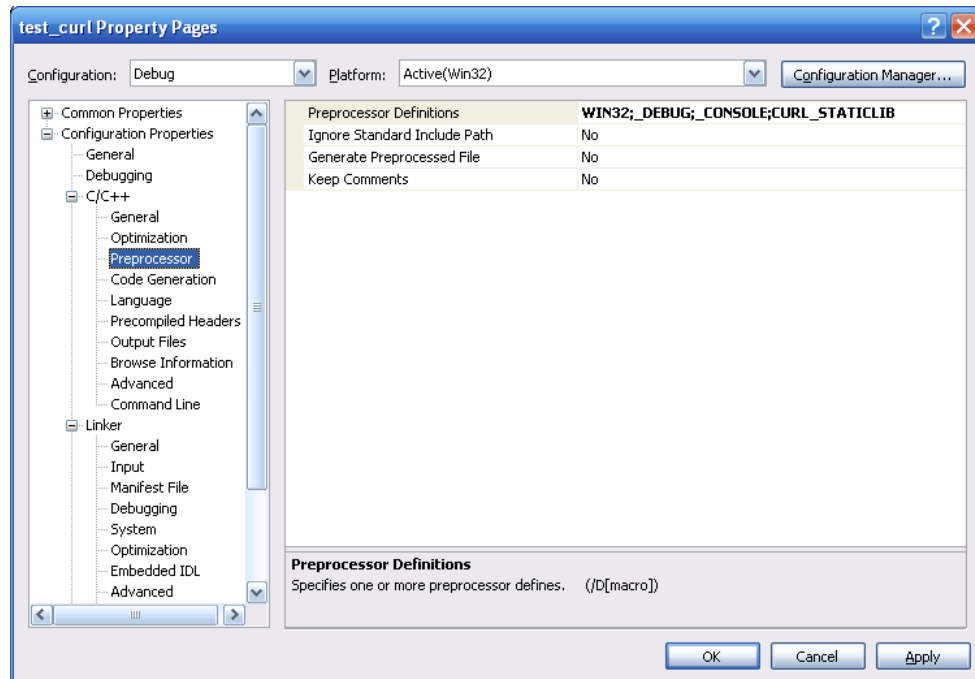 test_curl Property Pages
Configuration: Debug Platform: Active(Win32) Configuration Manager...
Common Properties
Configuration Properties
General
Debugging
C/C++
General
Optimization
Preprocessor
Code Generation
Language
Precompiled Headers
Output Files
Browse Information
Advanced
Command Line
Linker
General
Input
Manifest File
Debugging
System
Optimization
Embedded IDL
Advanced
Preprocessor Definitions WIN32;_DEBUG;_CONSOLE;CURL_STATICLIB
Ignore Standard Include Path No
Generate Preprocessed File No
Keep Comments No
Preprocessor Definitions
Specifies one or more preprocessor defines. (/D[macro])
OK Cancel Apply